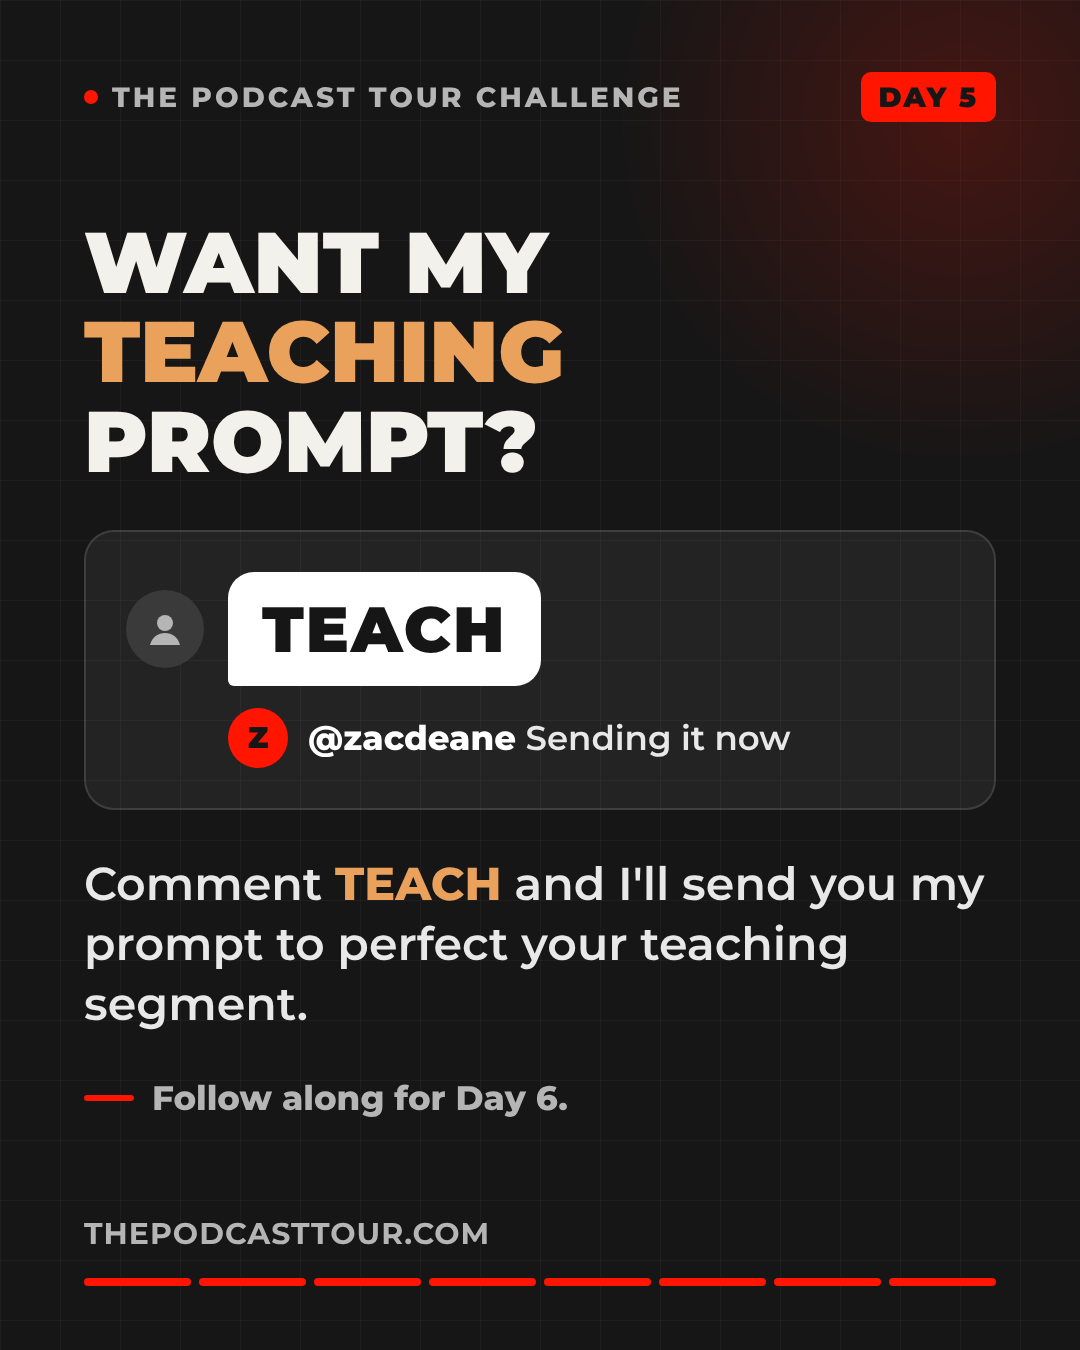 THE PODCAST TOUR CHALLENGE
DAY 5
WANT MY
TEACHING
PROMPT?
TEACH
Z
@zacdeane Sending it now
Comment TEACH and I'll send you my
prompt to perfect your teaching
segment.
Follow along for Day 6.
THEPODCASTTOUR.COM